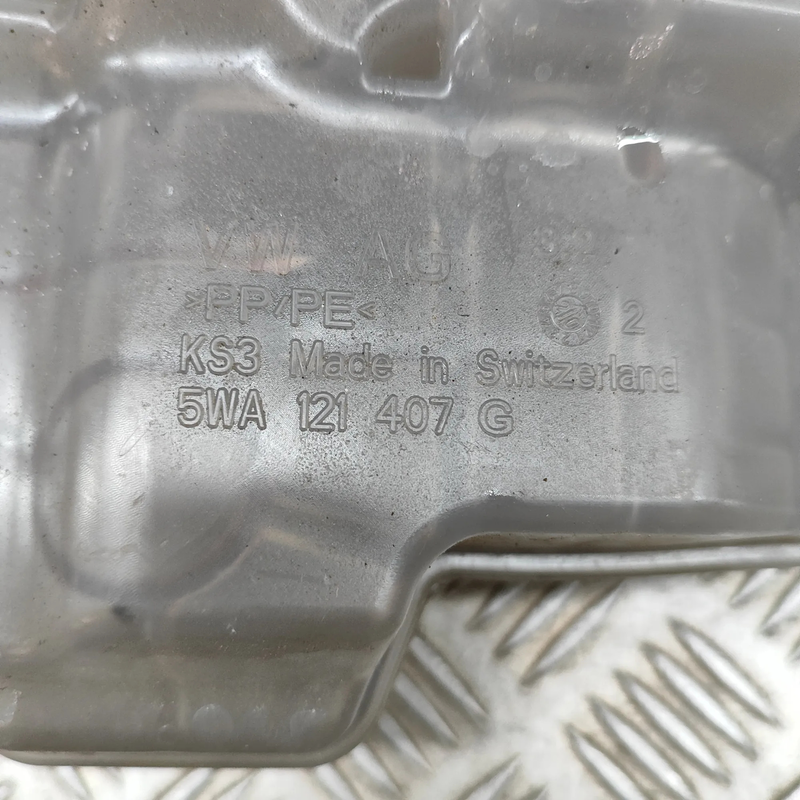 VW AG
>PP/PE< 2
KS3 Made in Switzerland
5WA 121 407 G